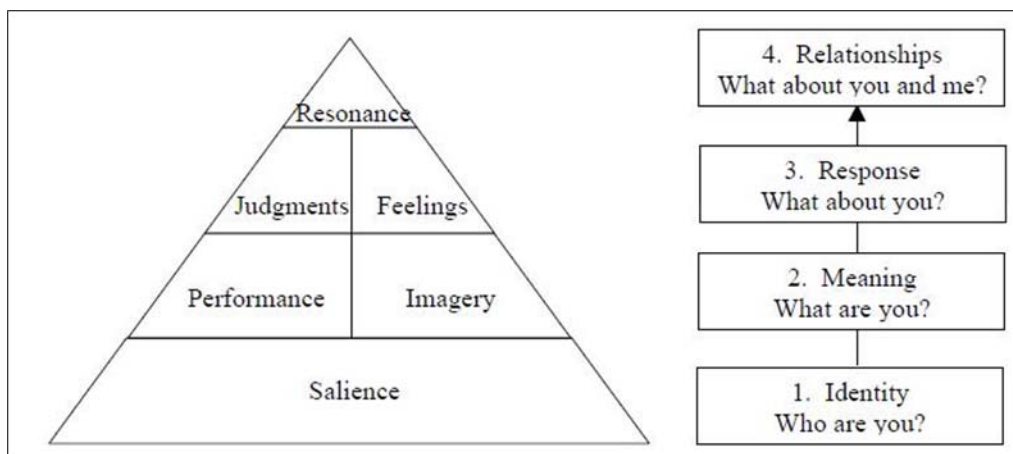 Resonance
Judgments
Feelings
Performance
Imagery
Salience
4. Relationships
What about you and me?
3. Response
What about you?
2. Meaning
What are you?
1. Identity
Who are you?